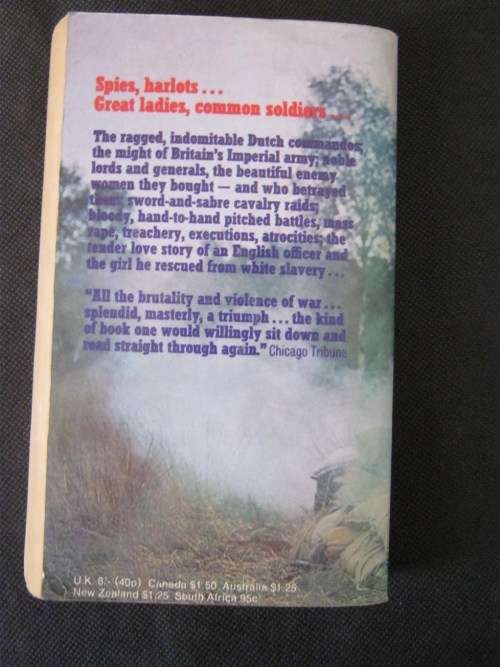 Spies, harlots...
Great ladies, common soldiers...
The ragged, indomitable Dutch commandos;
the might of Britain's Imperial army; noble
lords and generals, the beautiful enemy
women they bought — and who betrayed
them; sword-and-sabre cavalry raids;
bloody, hand-to-hand pitched battles, mass
rape, treachery, executions, atrocities; the
tender love story of an English officer and
the girl he rescued from white slavery...
"All the brutality and violence of war...
splendid, masterly, a triumph...the kind
of book one would willingly sit down and
read straight through again." Chicago Tribune
U.K. 8/- (40p) Canada $1.50 Australia $1.25
New Zealand $1.25 South Africa 95c